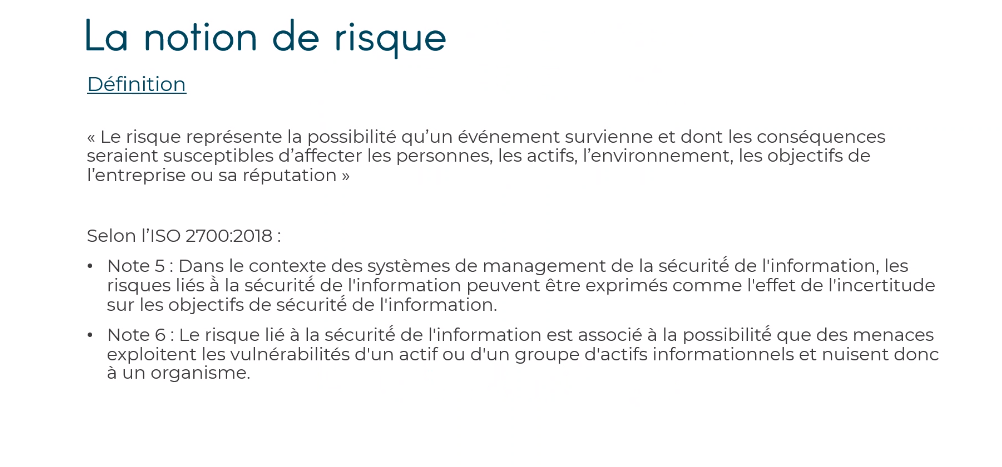 La notion de risque
Définition
« Le risque représente la possibilité qu’un événement survienne et dont les conséquences
seraient susceptibles d’affecter les personnes, les actifs, l’environnement, les objectifs de
l’entreprise ou sa réputation »
Selon l’ISO 2700:2018 :
• Note 5 : Dans le contexte des systèmes de management de la sécurité́ de l'information, les
risques liés à̀ la sécurité́ de l'information peuvent être exprimés comme l'effet de l'incertitude
sur les objectifs de sécurité́ de l'information.
• Note 6 : Le risque lié à la sécurité́ de l'information est associé à la possibilité́ que des menaces
exploitent les vulnérabilités d'un actif ou d'un groupe d'actifs informationnels et nuisent donc
à un organisme.